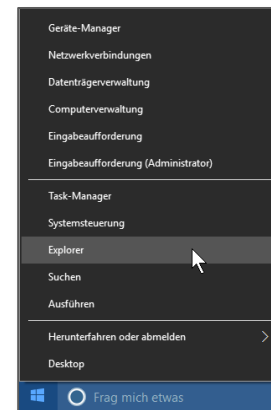 Geräte-Manager
Netzwerkverbindungen
Datenträgerverwaltung
Computerverwaltung
Eingabeaufforderung
Eingabeaufforderung (Administrator)
Task-Manager
Systemsteuerung
Explorer
Suchen
Ausführen
Herunterfahren oder abmelden
Desktop
Frag mich etwas